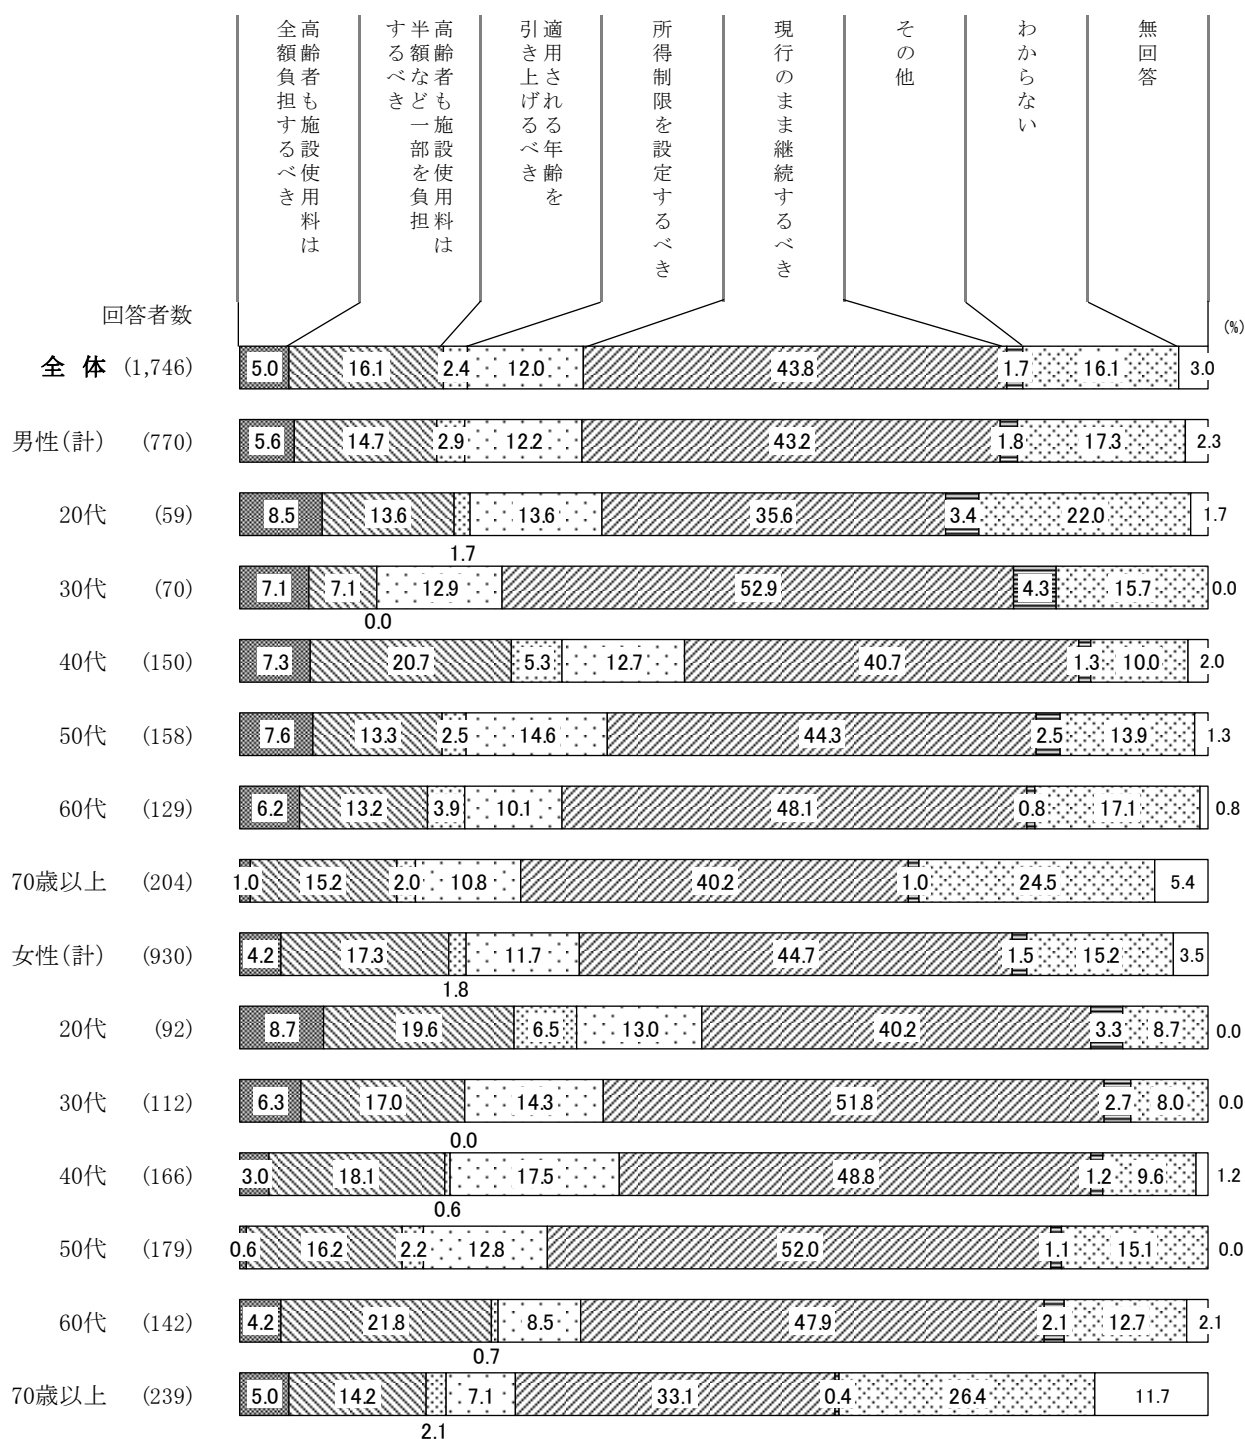 高齢者も施設使用料は
全額負担するべき
高齢者も施設使用料は
半額など一部を負担
するべき
適用される年齢を
引き上げるべき
所得制限を設定するべき
現行のまま継続するべき
その他
わからない
無回答
回答者数
(%)
全 体 (1,746) 5.0 16.1 2.4 12.0 43.8 1.7 16.1 3.0
男性(計) (770) 5.6 14.7 2.9 12.2 43.2 1.8 17.3 2.3
20代 (59) 8.5 13.6 13.6 35.6 3.4 22.0 1.7
1.7
30代 (70) 7.1 7.1 12.9 52.9 4.3 15.7 0.0
0.0
40代 (150) 7.3 20.7 5.3 12.7 40.7 1.3 10.0 2.0
50代 (158) 7.6 13.3 2.5 14.6 44.3 2.5 13.9 1.3
60代 (129) 6.2 13.2 3.9 10.1 48.1 0.8 17.1 0.8
70歳以上 (204) 1.0 15.2 2.0 10.8 40.2 1.0 24.5 5.4
女性(計) (930) 4.2 17.3 11.7 44.7 1.5 15.2 3.5
1.8
20代 (92) 8.7 19.6 6.5 13.0 40.2 3.3 8.7 0.0
30代 (112) 6.3 17.0 14.3 51.8 2.7 8.0 0.0
0.0
40代 (166) 3.0 18.1 17.5 48.8 1.2 9.6 1.2
0.6
50代 (179) 0.6 16.2 2.2 12.8 52.0 1.1 15.1 0.0
60代 (142) 4.2 21.8 8.5 47.9 2.1 12.7 2.1
0.7
70歳以上 (239) 5.0 14.2 7.1 33.1 0.4 26.4 11.7
2.1